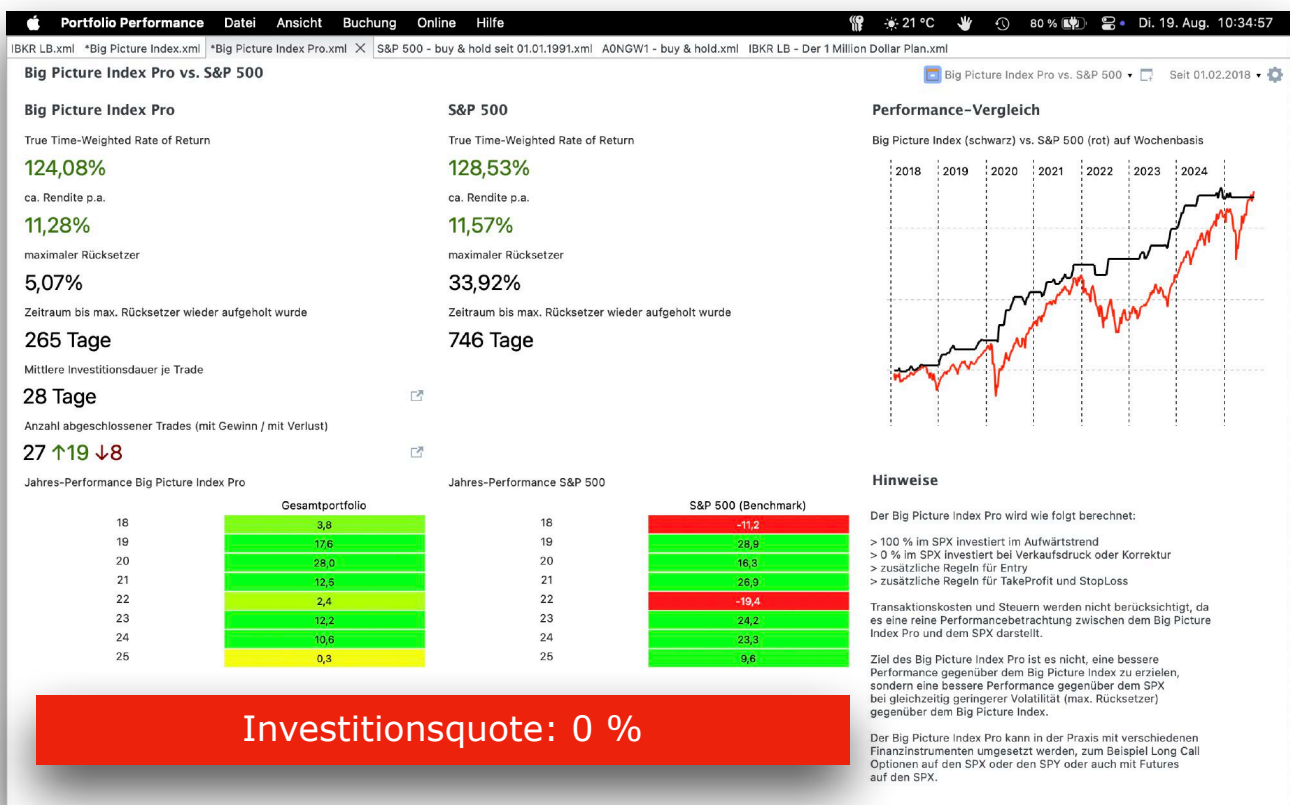 Portfolio Performance Datei Ansicht Buchung Online Hilfe 21 °C 80 % Di. 19. Aug. 10:34:57
IBKR LB.xml *Big Picture Index.xml *Big Picture Index Pro.xml S&P 500 - buy & hold seit 01.01.1991.xml A0NGW1 - buy & hold.xml IBKR LB - Der 1 Million Dollar Plan.xml
Big Picture Index Pro vs. S&P 500
Big Picture Index Pro vs. S&P 500 Seit 01.02.2018
Big Picture Index Pro
True Time-Weighted Rate of Return
124,08%
ca. Rendite p.a.
11,28%
maximaler Rücksetzer
5,07%
Zeitraum bis max. Rücksetzer wieder aufgeholt wurde
265 Tage
Mittlere Investitionsdauer je Trade
28 Tage
Anzahl abgeschlossener Trades (mit Gewinn / mit Verlust)
27 ↑19 ↓8
Jahres-Performance Big Picture Index Pro
Gesamtportfolio
18 3,8
19 17,6
20 28,0
21 12,5
22 2,4
23 12,2
24 10,6
25 0,3
S&P 500
True Time-Weighted Rate of Return
128,53%
ca. Rendite p.a.
11,57%
maximaler Rücksetzer
33,92%
Zeitraum bis max. Rücksetzer wieder aufgeholt wurde
746 Tage
Jahres-Performance S&P 500
S&P 500 (Benchmark)
18 -11,2
19 28,9
20 16,3
21 26,9
22 -19,4
23 24,2
24 23,3
25 9,6
Performance-Vergleich
Big Picture Index (schwarz) vs. S&P 500 (rot) auf Wochenbasis
2018 2019 2020 2021 2022 2023 2024
Hinweise
Der Big Picture Index Pro wird wie folgt berechnet:
> 100 % im SPX investiert im Aufwärtstrend
> 0 % im SPX investiert bei Verkaufsdruck oder Korrektur
> zusätzliche Regeln für Entry
> zusätzliche Regeln für TakeProfit und StopLoss
Transaktionskosten und Steuern werden nicht berücksichtigt, da
es eine reine Performancebetrachtung zwischen dem Big Picture
Index Pro und dem SPX darstellt.
Ziel des Big Picture Index Pro ist es nicht, eine bessere
Performance gegenüber dem Big Picture Index zu erzielen,
sondern eine bessere Performance gegenüber dem SPX
bei gleichzeitig geringerer Volatilität (max. Rücksetzer)
gegenüber dem Big Picture Index.
Der Big Picture Index Pro kann in der Praxis mit verschiedenen
Finanzinstrumenten umgesetzt werden, zum Beispiel Long Call
Optionen auf den SPX oder den SPY oder auch mit Futures
auf den SPX.
Investitionsquote: 0 %